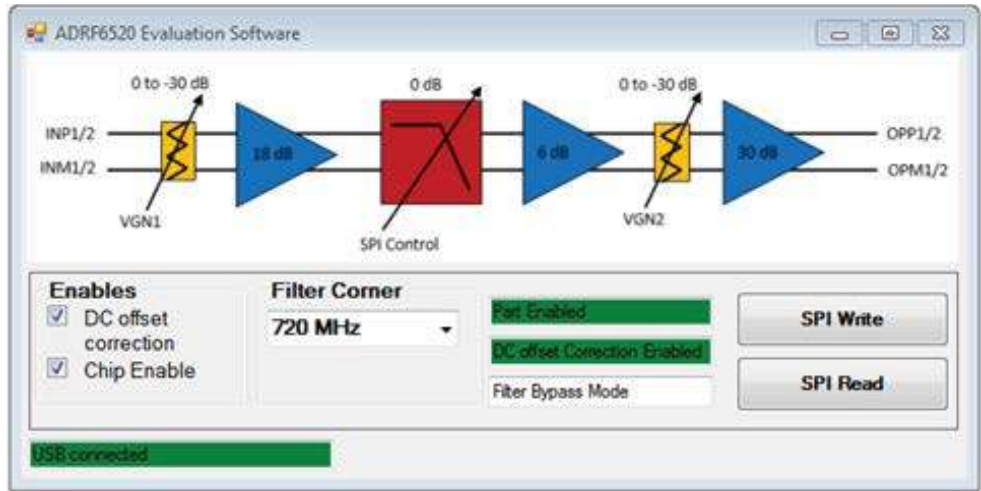 ADRF6520 Evaluation Software
0 to -30 dB
0 dB
0 to -30 dB
INP1/2
OPP1/2
18 dB
6 dB
30 dB
INM1/2
OPM1/2
VGN1
VGN2
SPI Control
Enables
Filter Corner
DC offset
correction
720 MHz
Part Enabled
SPI Write
DC offset Correction Enabled
Chip Enable
Filter Bypass Mode
SPI Read
USB connected